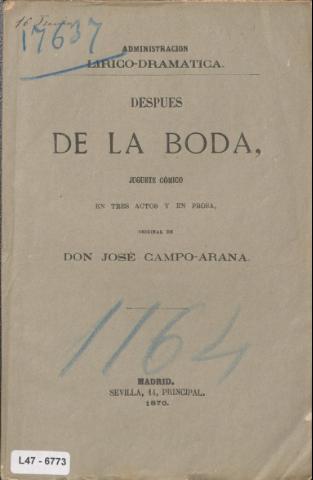 17637
ADMINISTRACION
LIRICO-DRAMATICA.
DESPUES
DE LA BODA,
JUGUETE CÓMICO
EN TRES ACTOS Y EN PROSA,
ORIGINAL DE
DON JOSÉ CAMPO-ARANA.
1164
MADRID.
SEVILLA, 14, PRINCIPAL.
1870.
L47 - 6773